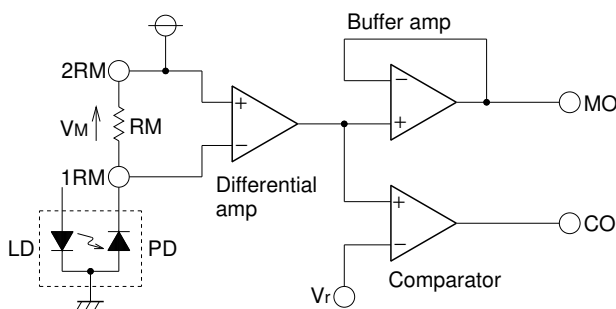 Buffer amp
2RM
MO
VM
RM
1RM
Differential
amp
LD
PD
CO
Comparator
Vr